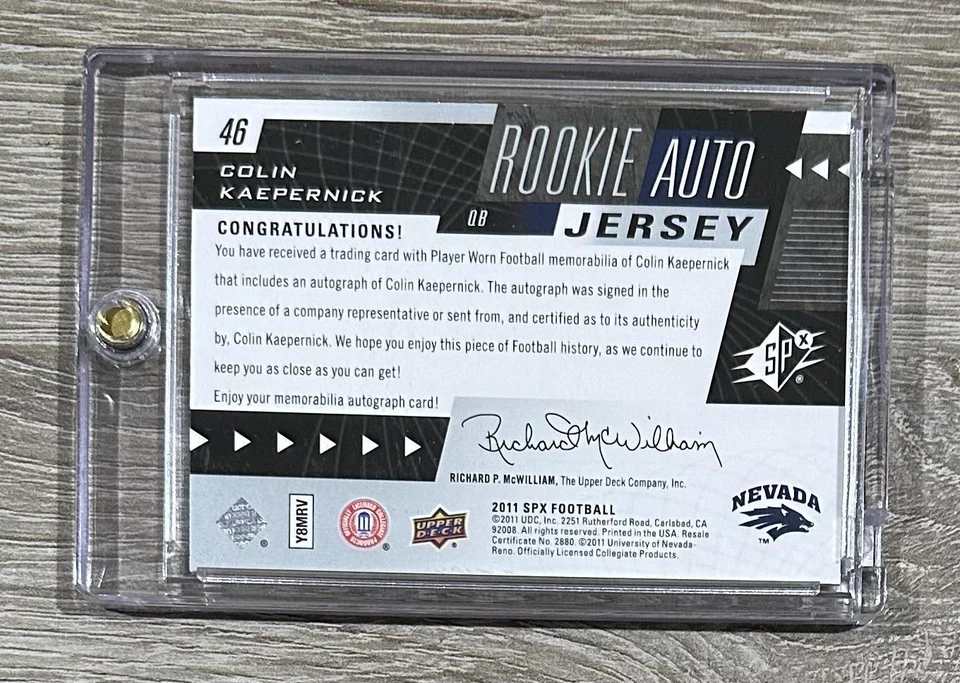 46
COLIN
KAEPERNICK
ROOKIE AUTO
QB
JERSEY
CONGRATULATIONS!
You have received a trading card with Player Worn Football memorabilia of Colin Kaepernick
that includes an autograph of Colin Kaepernick. The autograph was signed in the
presence of a company representative or sent from, and certified as to its authenticity
by, Colin Kaepernick. We hope you enjoy this piece of Football history, as we continue to
keep you as close as you can get!
Enjoy your memorabilia autograph card!
SPx
®
Richard McWilliam
RICHARD P. McWILLIAM, The Upper Deck Company, Inc.
Y8MRV
OFFICIALLY LICENSED COLLEGIATE PRODUCTS
UPPER
D·E·C·K
2011 SPX FOOTBALL
©2011 UDC, Inc. 2251 Rutherford Road, Carlsbad, CA
92008. All rights reserved. Printed in the USA. Resale
Certificate No. 2880. ©2011 University of Nevada-
Reno. Officially Licensed Collegiate Products.
NEVADA
TM